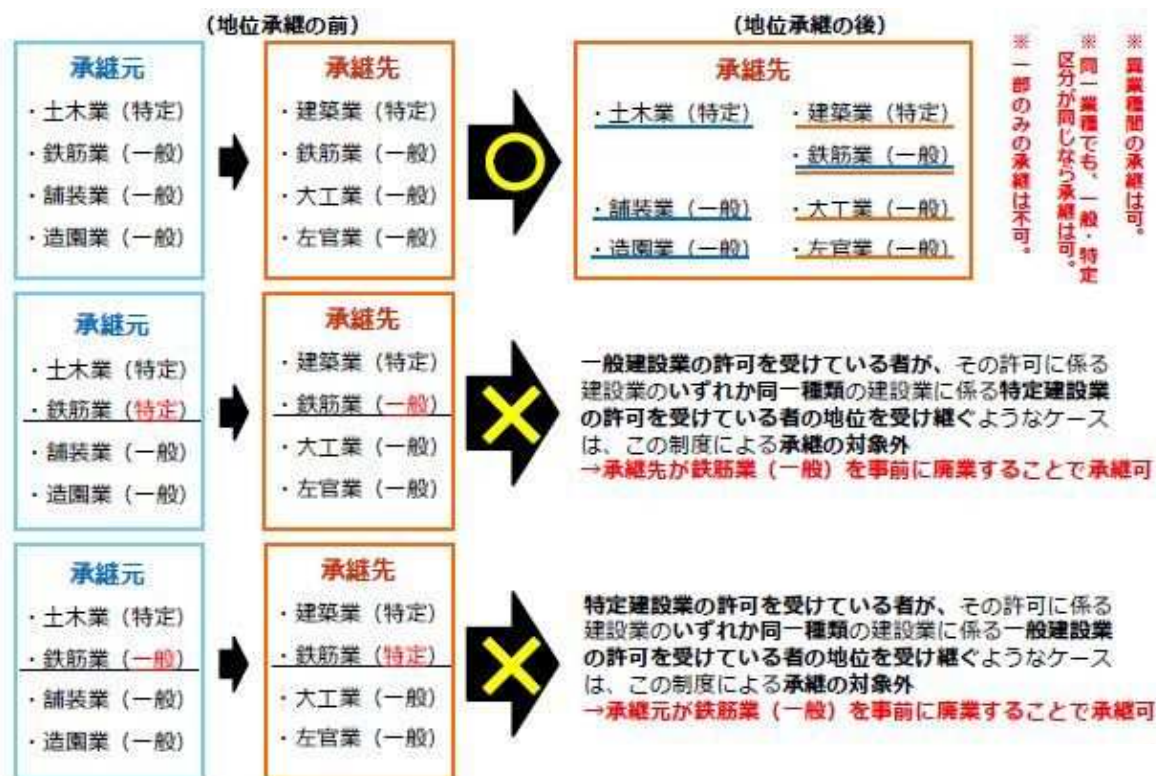 （地位承継の前）
（地位承継の後）
承継元
・土木業（特定）
・鉄筋業（一般）
・舗装業（一般）
・造園業（一般）
承継先
・建築業（特定）
・鉄筋業（一般）
・大工業（一般）
・左官業（一般）
承継先
・土木業（特定）
・建築業（特定）
・鉄筋業（一般）
・舗装業（一般）
・大工業（一般）
・造園業（一般）
・左官業（一般）
※異業種間の承継は可。
※同一業種でも、一般・特定
区分が同じなら承継は可。
※一部のみの承継は不可。
承継元
・土木業（特定）
・鉄筋業（特定）
・舗装業（一般）
・造園業（一般）
承継先
・建築業（特定）
・鉄筋業（一般）
・大工業（一般）
・左官業（一般）
一般建設業の許可を受けている者が、その許可に係る
建設業のいずれか同一種類の建設業に係る特定建設業
の許可を受けている者の地位を受け継ぐようなケース
は、この制度による承継の対象外
→承継先が鉄筋業（一般）を事前に廃業することで承継可
承継元
・土木業（特定）
・鉄筋業（一般）
・舗装業（一般）
・造園業（一般）
承継先
・建築業（特定）
・鉄筋業（特定）
・大工業（一般）
・左官業（一般）
特定建設業の許可を受けている者が、その許可に係る
建設業のいずれか同一種類の建設業に係る一般建設業
の許可を受けている者の地位を受け継ぐようなケース
は、この制度による承継の対象外
→承継元が鉄筋業（一般）を事前に廃業することで承継可